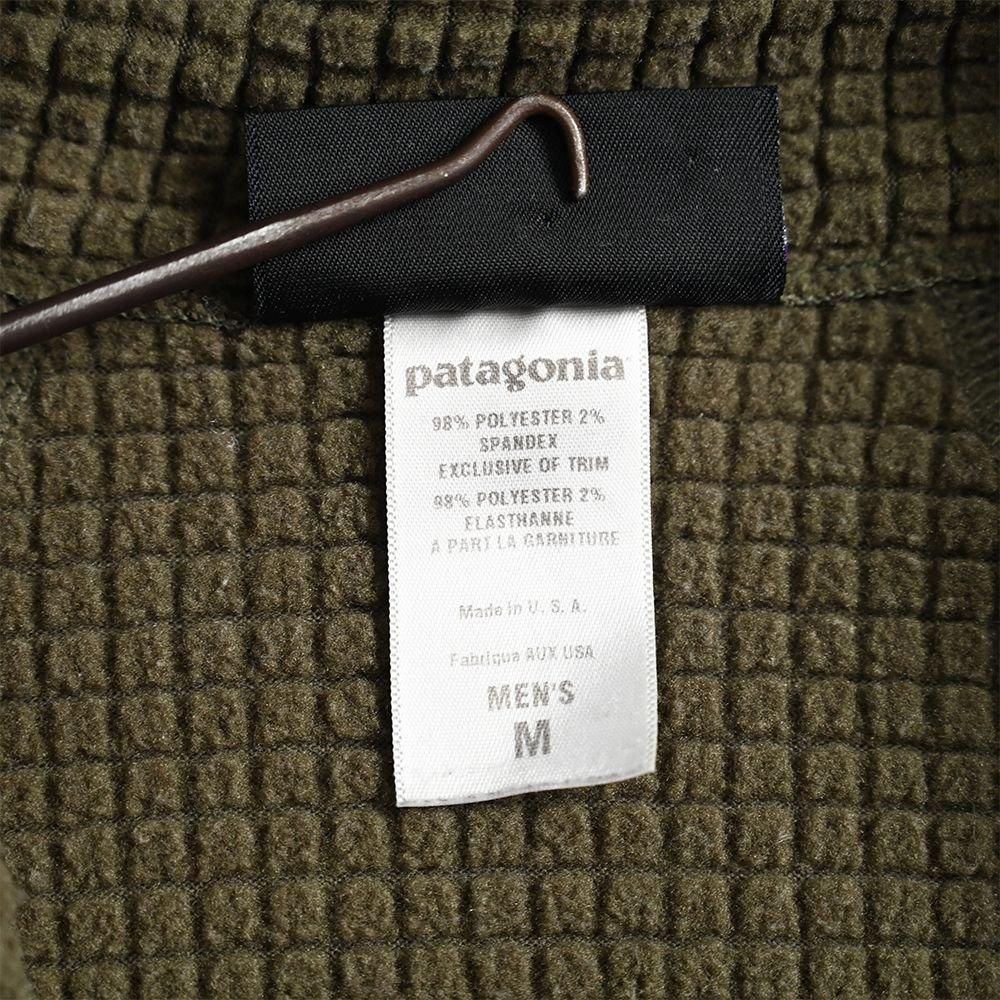 patagonia
98% POLYESTER 2%
SPANDEX
EXCLUSIVE OF TRIM
98% POLYESTER 2%
ELASTHANNE
A PART LA GARNITURE
Made in U. S. A.
Fabrique AUX USA
MEN'S
M